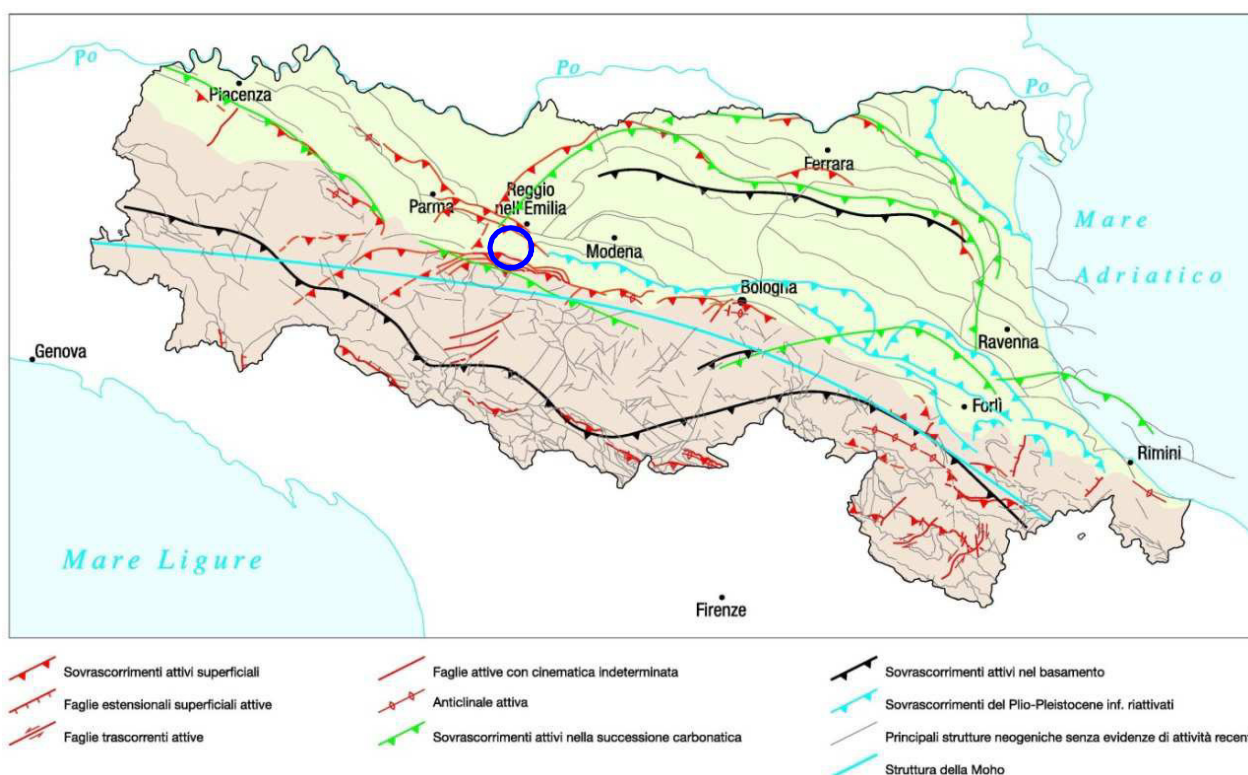 Po
Po
Po
Piacenza
Ferrara
Parma
Reggio
nell'Emilia
Modena
Mare
Adriatico
Bologna
Ravenna
Genova
Forlì
Rimini
Mare Ligure
Firenze
Sovrascorrimenti attivi superficiali
Faglie estensionali superficiali attive
Faglie trascorrenti attive
Faglie attive con cinematica indeterminata
Anticlinale attiva
Sovrascorrimenti attivi nella successione carbonatica
Sovrascorrimenti attivi nel basamento
Sovrascorrimenti del Plio-Pleistocene inf. riattivati
Principali strutture neogeniche senza evidenze di attività recent
Struttura della Moho